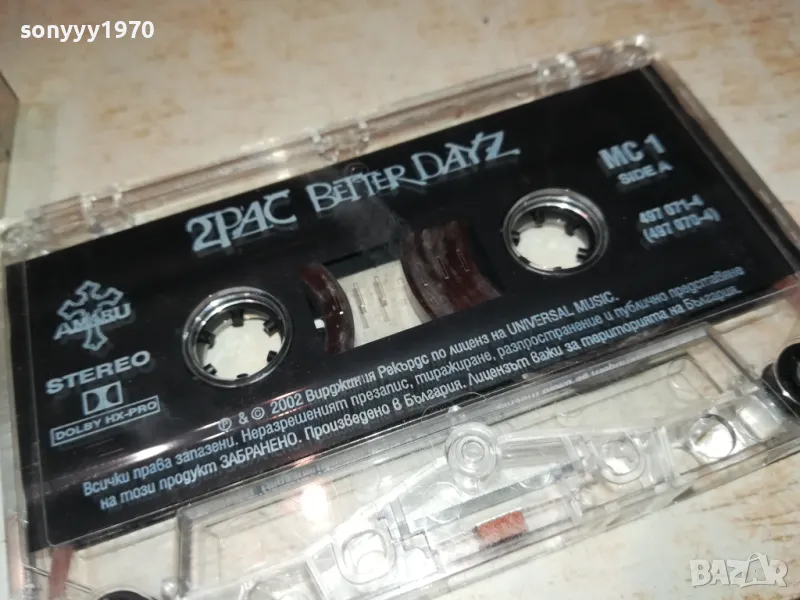 sonyyy1970
2PAC BETTER DAYZ
MC 1
SIDE A
497 071-4
(497 070-4)
AMARU
STEREO
DOLBY HX-PRO
℗ & © 2002 Вирджиния Рекърдс по лиценз на UNIVERSAL MUSIC.
Всички права запазени. Неразрешеният презапис, тиражиране, разпространение и публично представяне
на този продукт ЗАБРАНЕНО. Произведено в България. Лицензът важи за територията на България.
BAZAR